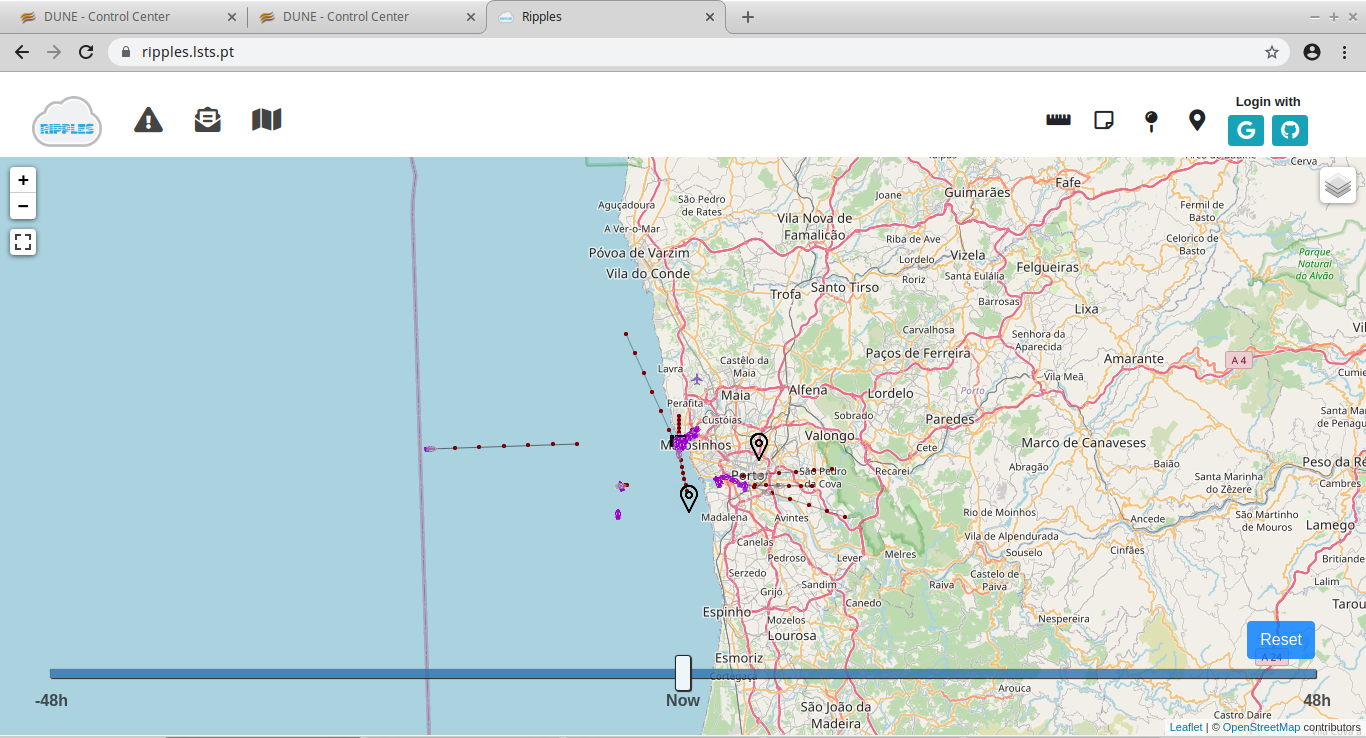 DUNE - Control Center
DUNE - Control Center
Ripples
ripples.lsts.pt
RIPPLES
Login with
+
−
Cerva
Fafe
Guimarães
Joane
Aguçadoura
São Pedro
de Rates
Fermil de
Basto
A Ver-o-Mar
Vila Nova de
Famalicão
Riba de Ave
Celorico de
Basto
Póvoa de Varzim
Vila do Conde
Vizela
Lordelo
Felgueiras
Parque
Natural
do Alvão
Santa Eulália
Roriz
Trofa
Santo Tirso
Barrosas
Lixa
Carvalhosa
Senhora da
Aparecida
Paços de Ferreira
Amarante
A 4
Castêlo da
Maia
Lavra
Vila Meã
Alfena
Maia
Lordelo
Porto
Perafita
Custóias
Sobrado
Paredes
Valongo
Cete
Marco de Canaveses
Abragão
Baião
Recarei
Porto
São Pedro
da Cova
Santa Marinha
do Zêzere
Madalena
Avintes
Rio de Moinhos
Ancede
São Martinho
de Mouros
Lamego
Vila de Alpendurada
Canelas
Pedroso
Lever
Melres
Souselo
Cinfães
Serzedo
Sandim
Raiva
Castelo de
Paiva
Grijó
Canedo
Espinho
Mozelos
Nespereira
Lalim
Lourosa
Reset
Esmoriz
A 24
Cortegaça
Arouca
-48h
Now
48h
São João da
Madeira
Castro Daire
Leaflet | © OpenStreetMap contributors